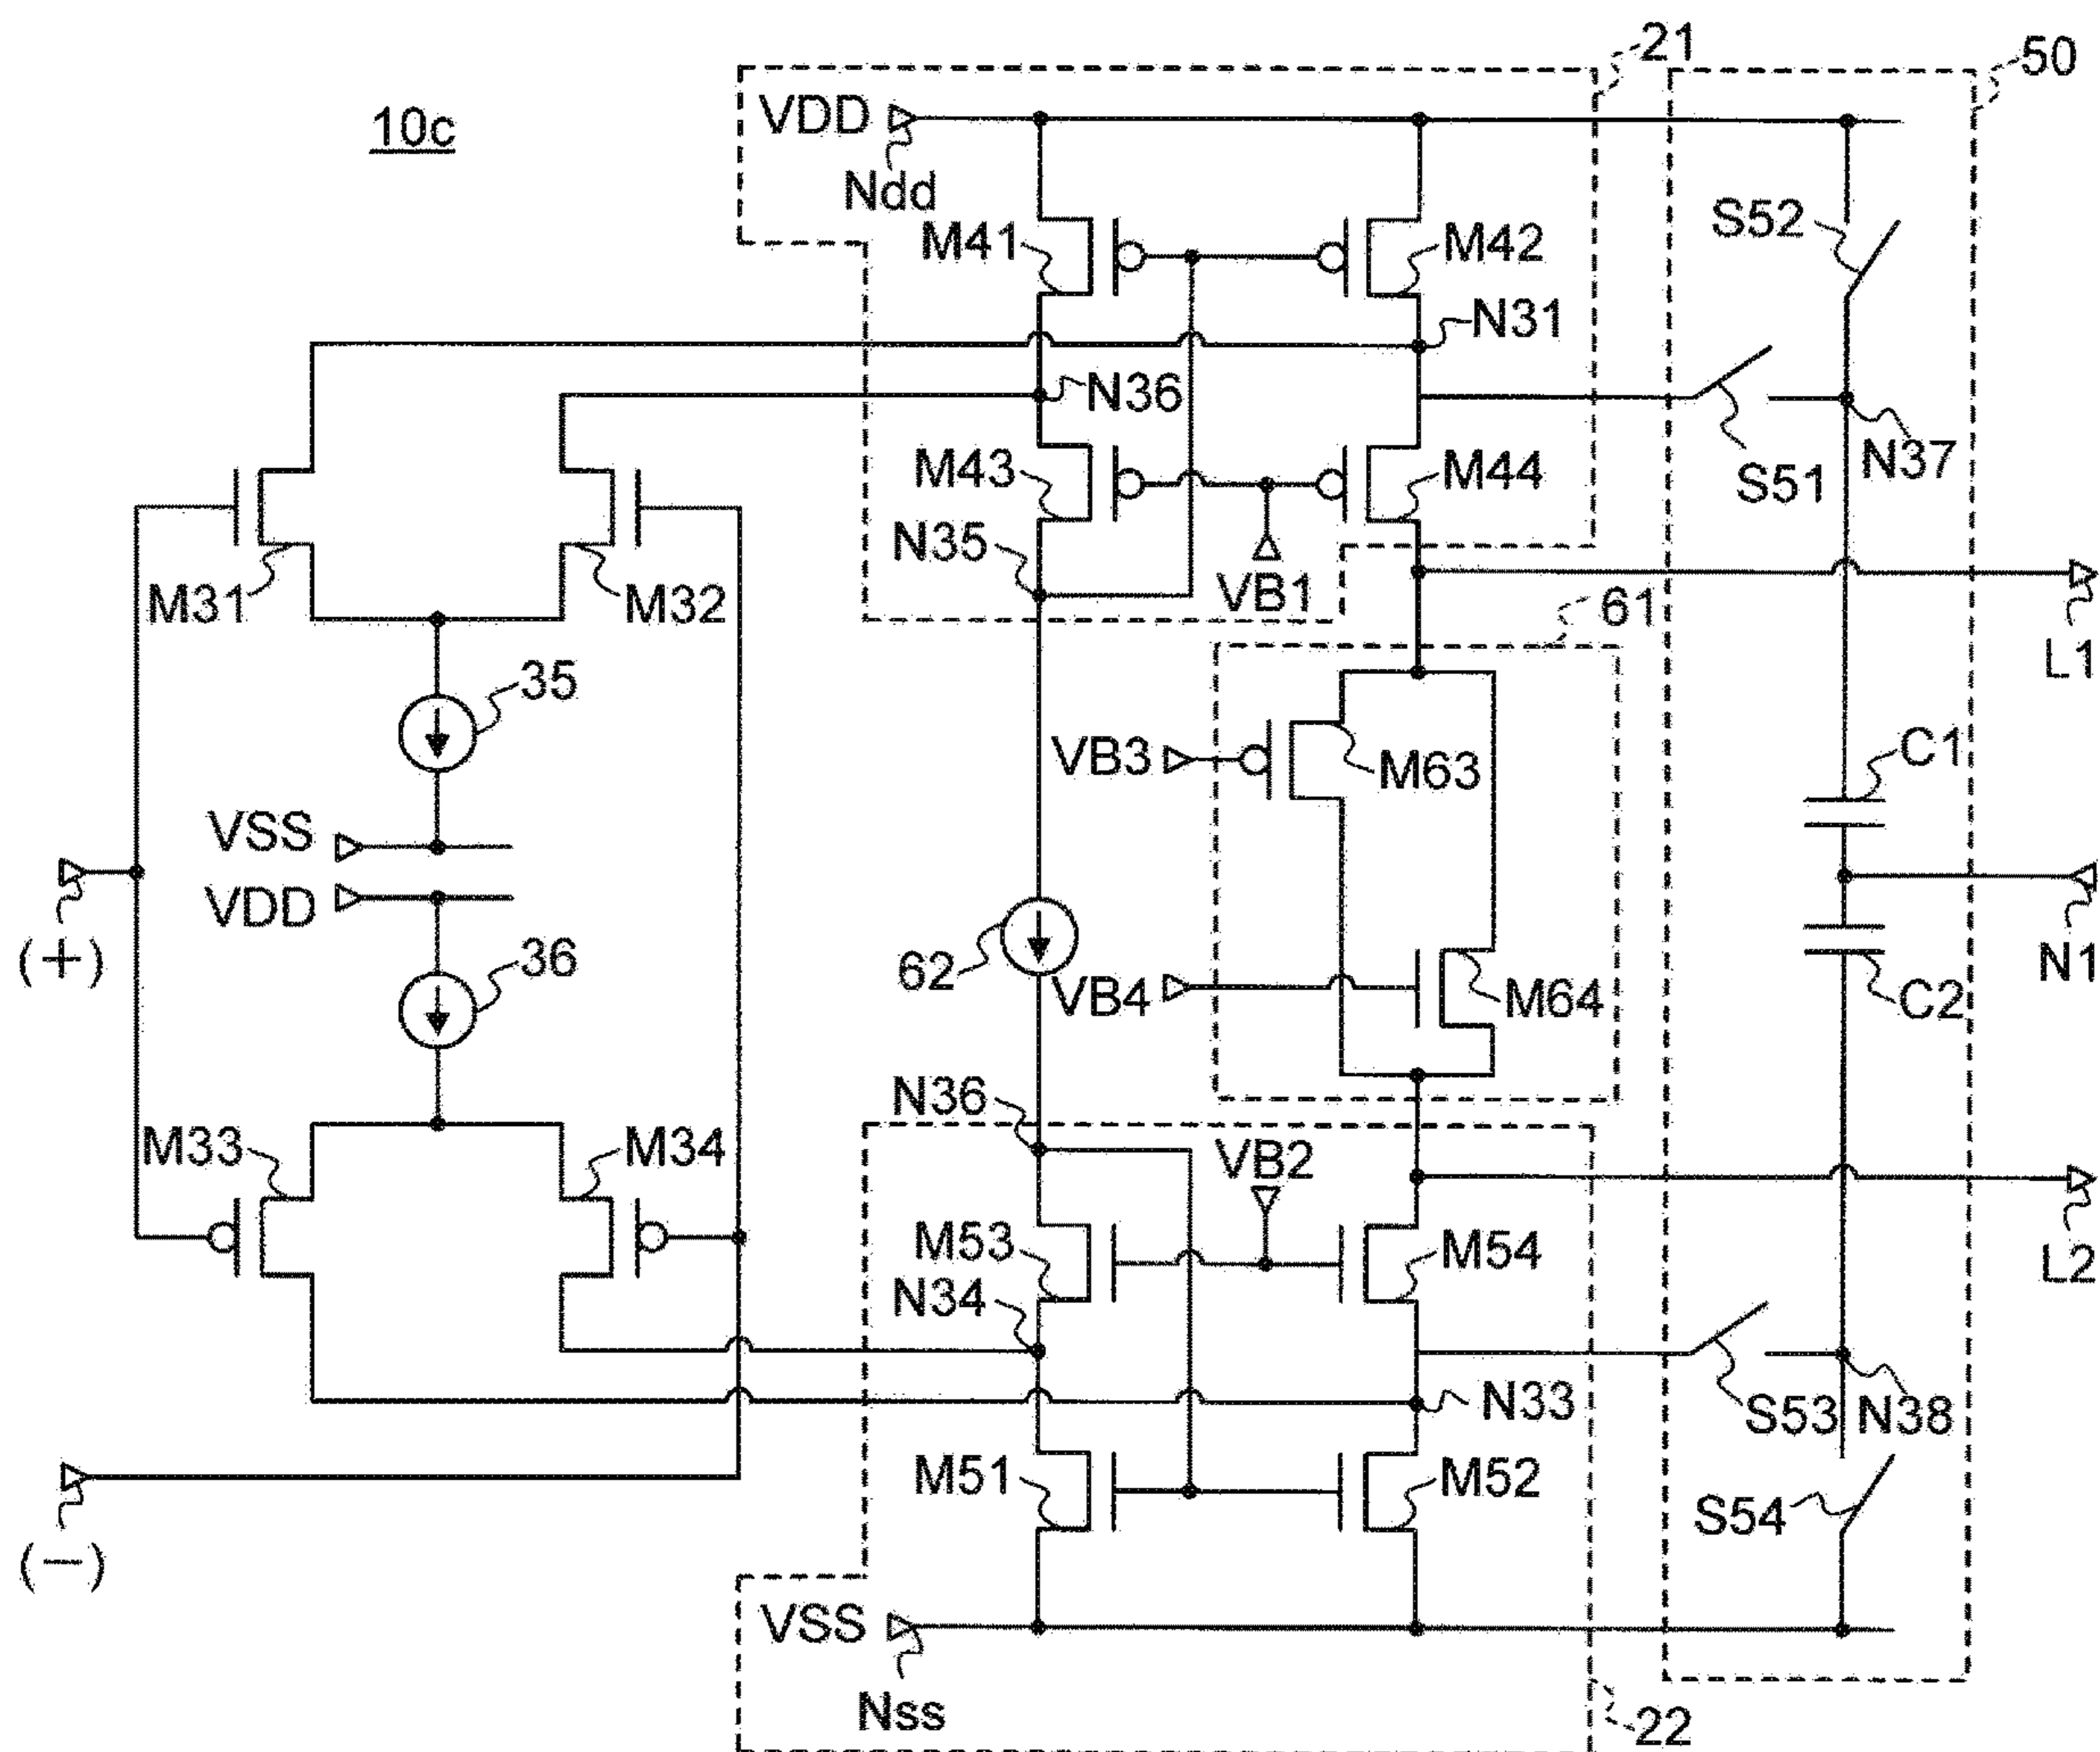 21
50
10c
VDD
Ndd
S52
M41
M42
N31
N36
M43
M44
S51
N37
N35
VB1
M31
M32
61
L1
35
VB3
M63
C1
VSS
VDD
(+)
36
62
VB4
M64
N1
C2
N36
M33
M34
VB2
M53
M54
N34
L2
N33
S53
N38
M51
M52
S54
(−)
VSS
Nss
22